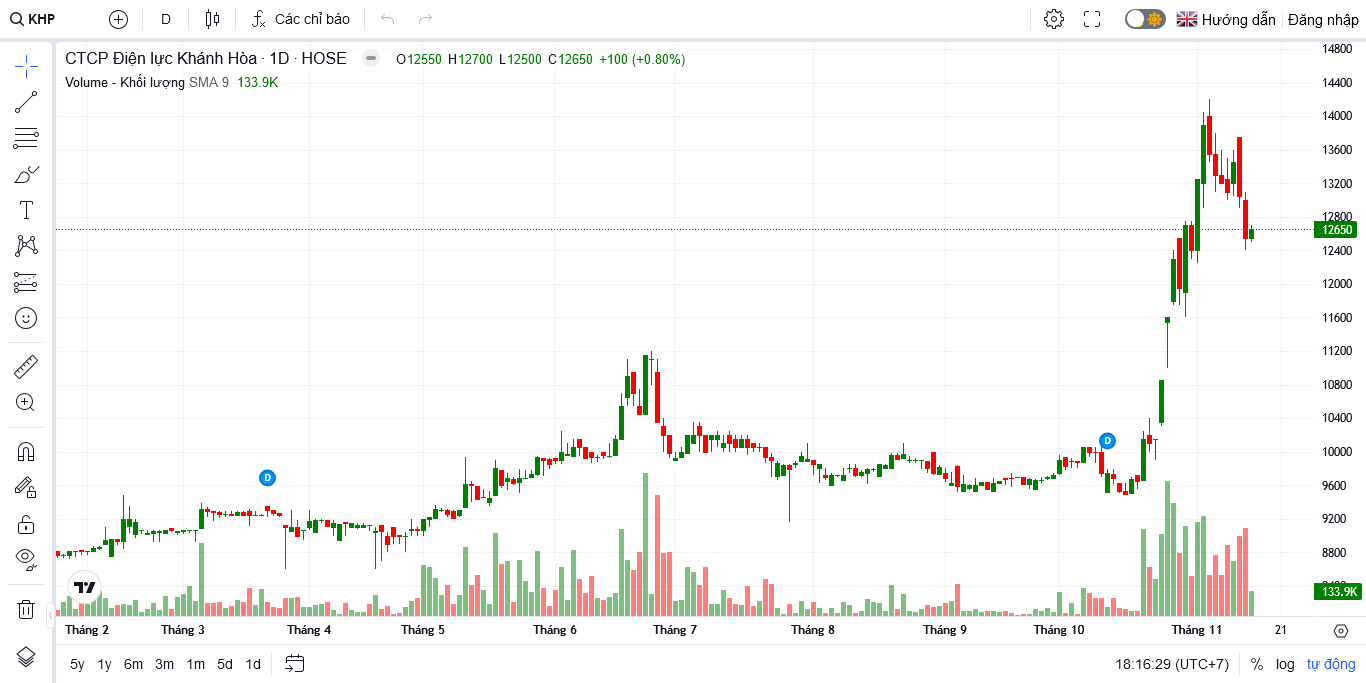 KHP D Các chỉ báo Hướng dẫn Đăng nhập
CTCP Điện lực Khánh Hòa · 1D · HOSE O12550 H12700 L12500 C12650 +100 (+0.80%)
Volume - Khối lượng SMA 9 133.9K
14800
14400
14000
13600
13200
12800
12650
12400
12000
11600
11200
10800
10400
10000
9600
9200
8800
133.9K
D
D
Tháng 2 Tháng 3 Tháng 4 Tháng 5 Tháng 6 Tháng 7 Tháng 8 Tháng 9 Tháng 10 Tháng 11 21
5y 1y 6m 3m 1m 5d 1d 18:16:29 (UTC+7) % log tự động